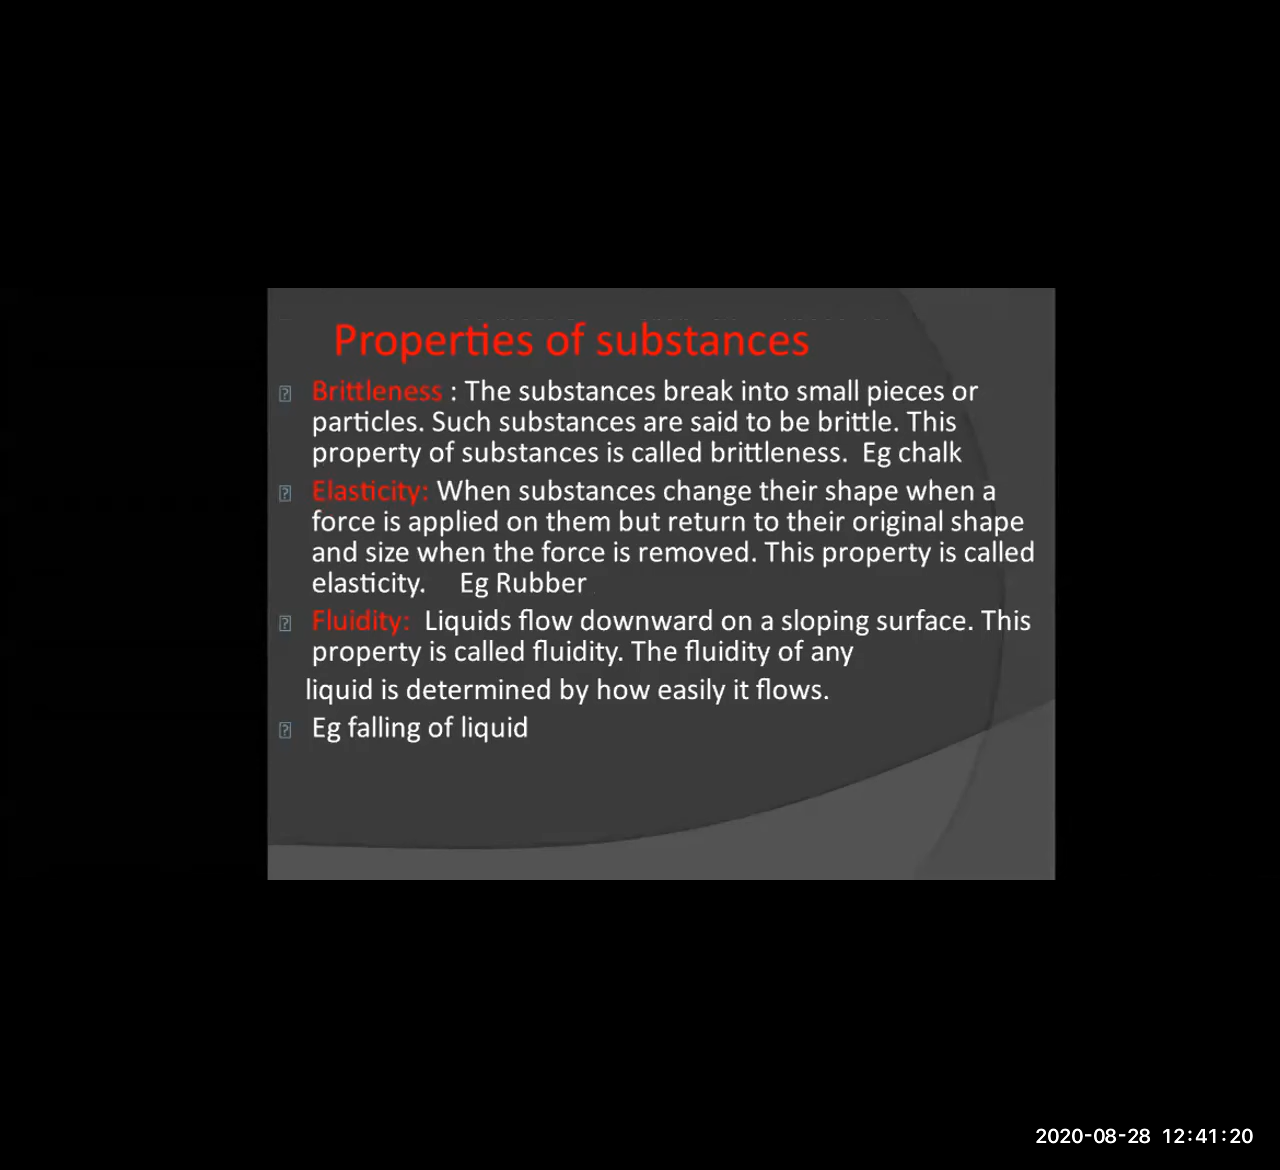 Properties of substances
Brittleness : The substances break into small pieces or
particles. Such substances are said to be brittle. This
property of substances is called brittleness.  Eg chalk
Elasticity: When substances change their shape when a
force is applied on them but return to their original shape
and size when the force is removed. This property is called
elasticity.    Eg Rubber
Fluidity:  Liquids flow downward on a sloping surface. This
property is called fluidity. The fluidity of any
liquid is determined by how easily it flows.
Eg falling of liquid
2020-08-28 12:41:20